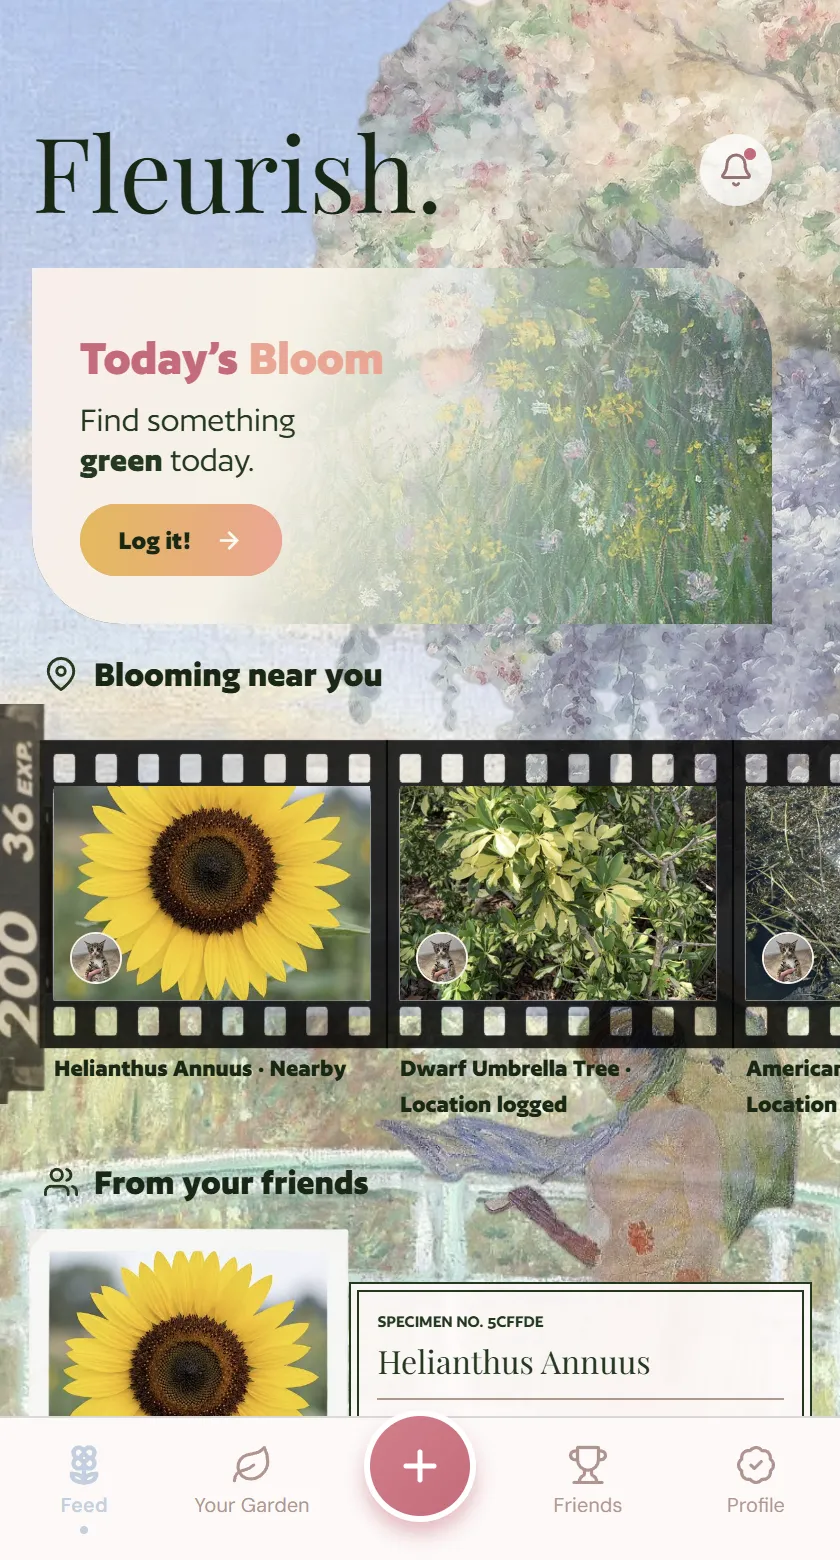 Fleurish.
Today’s Bloom
Find something
green today.
Log it!
Blooming near you
200 36 EXP.
Helianthus Annuus · Nearby
Dwarf Umbrella Tree ·
Location logged
American
Location
From your friends
SPECIMEN NO. 5CFFDE
Helianthus Annuus
Feed
Your Garden
Friends
Profile